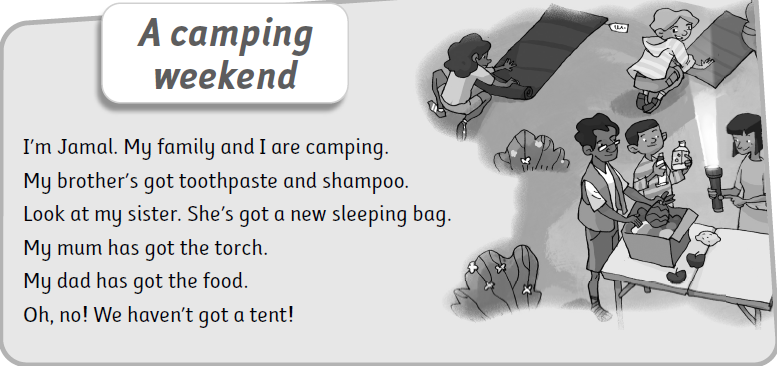 A camping
weekend
I'm Jamal. My family and I are camping.
My brother's got toothpaste and shampoo.
Look at my sister. She's got a new sleeping bag.
My mum has got the torch.
My dad has got the food.
Oh, no! We haven't got a tent!